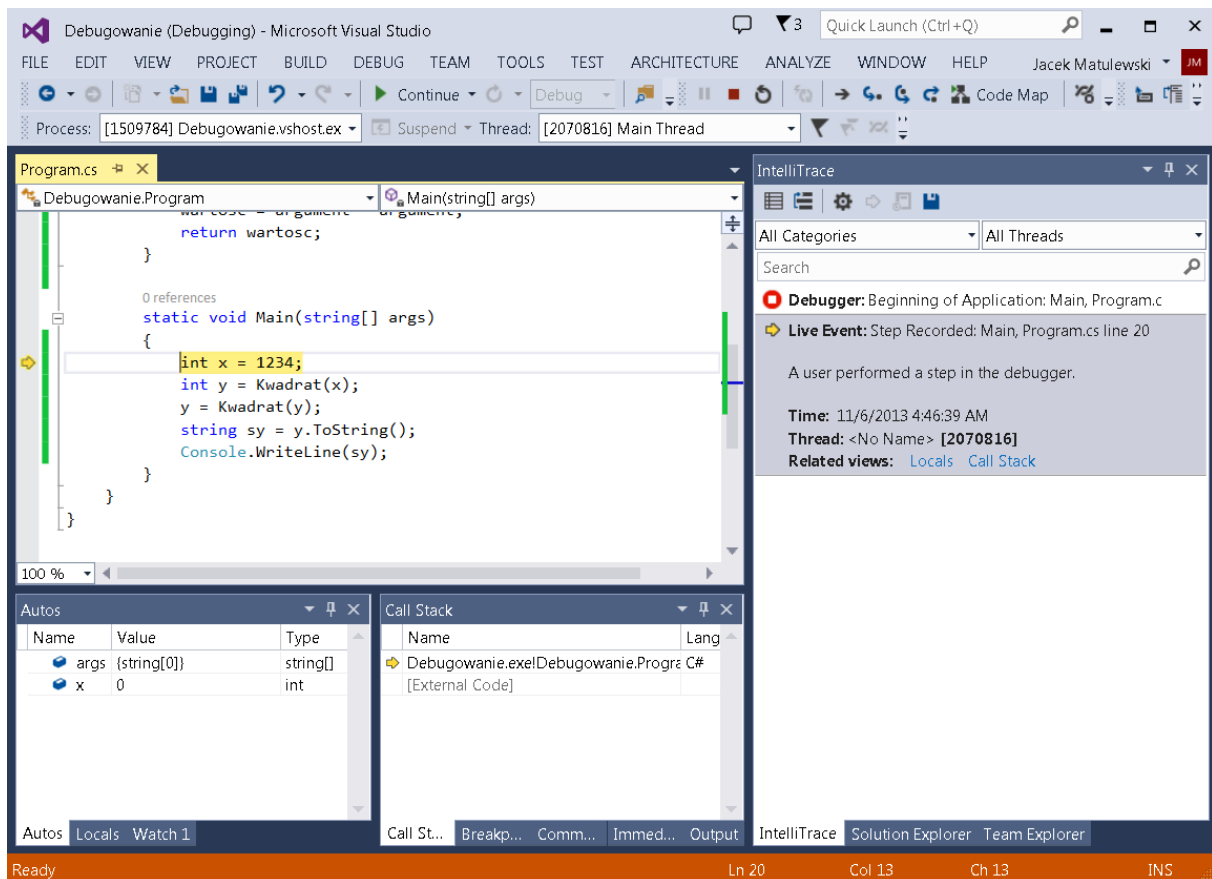 Debugowanie (Debugging) - Microsoft Visual Studio
3
Quick Launch (Ctrl+Q)
FILE EDIT VIEW PROJECT BUILD DEBUG TEAM TOOLS TEST ARCHITECTURE ANALYZE WINDOW HELP Jacek Matulewski JM
Continue Debug Code Map
Process: [1509784] Debugowanie.vshost.ex Suspend Thread: [2070816] Main Thread
Program.cs
Debugowanie.Program Main(string[] args)
wartosc = argument argument;
return wartosc;
}
0 references
static void Main(string[] args)
{
int x = 1234;
int y = Kwadrat(x);
y = Kwadrat(y);
string sy = y.ToString();
Console.WriteLine(sy);
}
}
}
100 %
IntelliTrace
All Categories All Threads
Search
Debugger: Beginning of Application: Main, Program.c
Live Event: Step Recorded: Main, Program.cs line 20
A user performed a step in the debugger.
Time: 11/6/2013 4:46:39 AM
Thread: <No Name> [2070816]
Related views: Locals Call Stack
Autos
Name Value Type
args {string[0]} string[]
x 0 int
Autos Locals Watch 1
Call Stack
Name Lang
Debugowanie.exe!Debugowanie.Progra C#
[External Code]
Call St... Breakp... Comm... Immed... Output
IntelliTrace Solution Explorer Team Explorer
Ready Ln 20 Col 13 Ch 13 INS